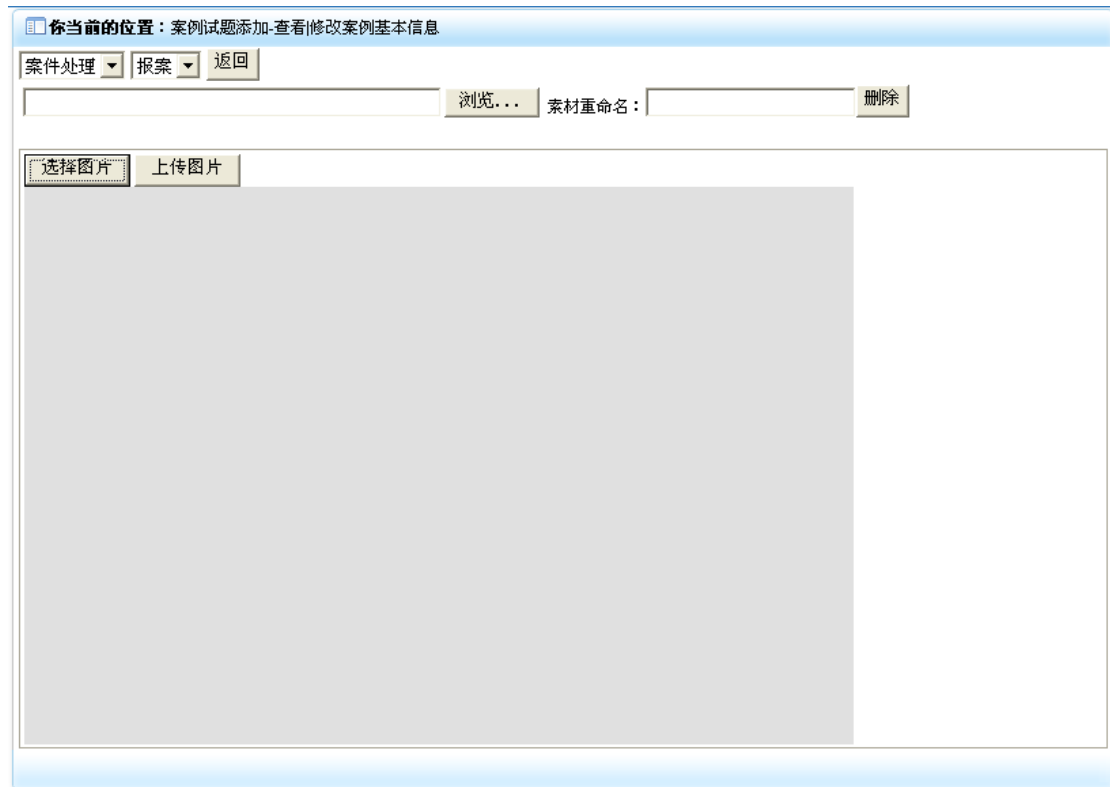 你当前的位置：案例试题添加-查看|修改案例基本信息
案件处理 报案 返回
浏览... 素材重命名： 删除
选择图片 上传图片